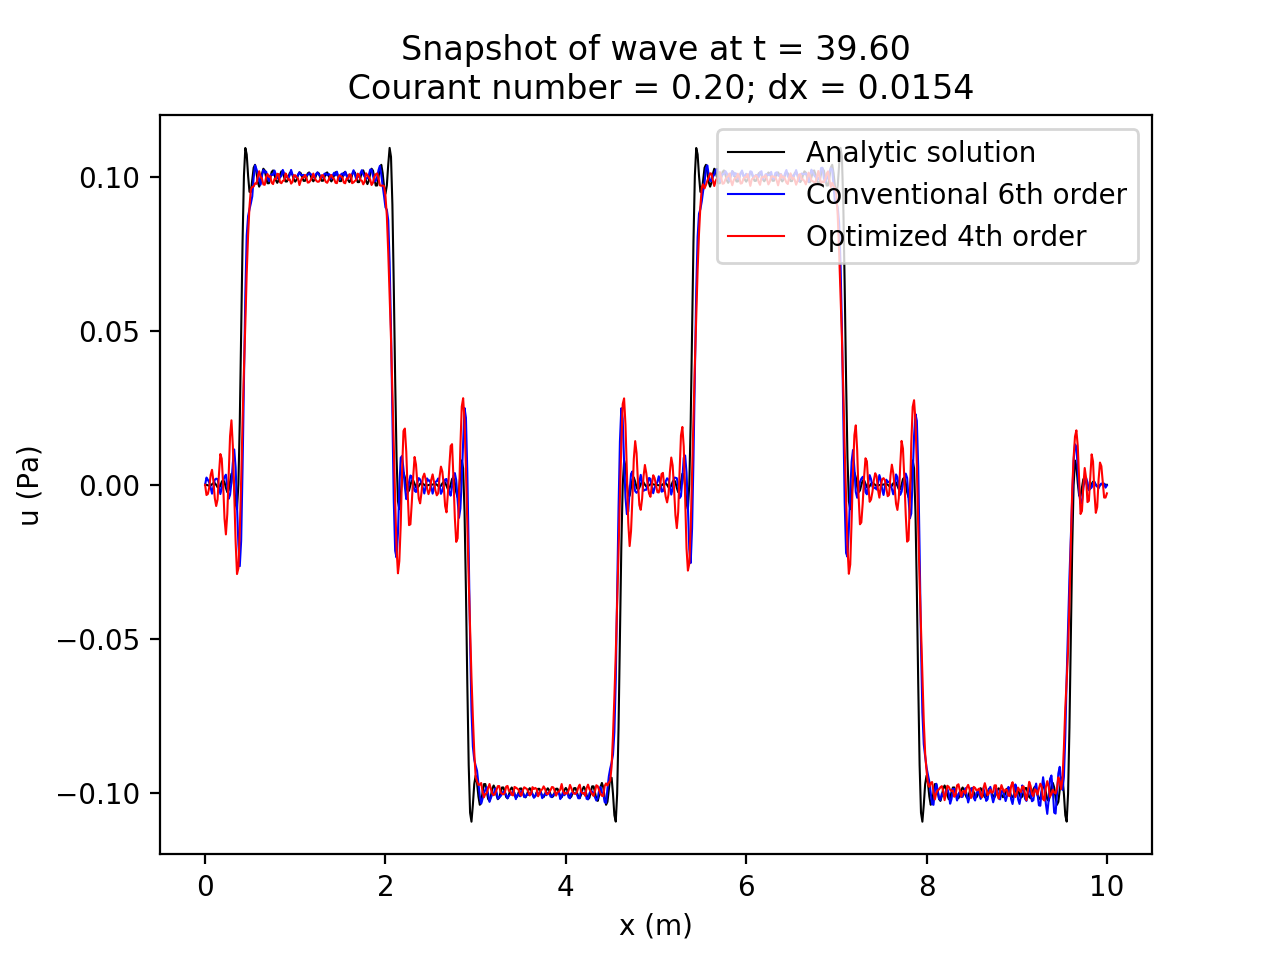 Snapshot of wave at t = 39.60
Courant number = 0.20; dx = 0.0154
Analytic solution
Conventional 6th order
Optimized 4th order
0.10
0.05
0.00
−0.05
−0.10
u (Pa)
0 2 4 6 8 10
x (m)